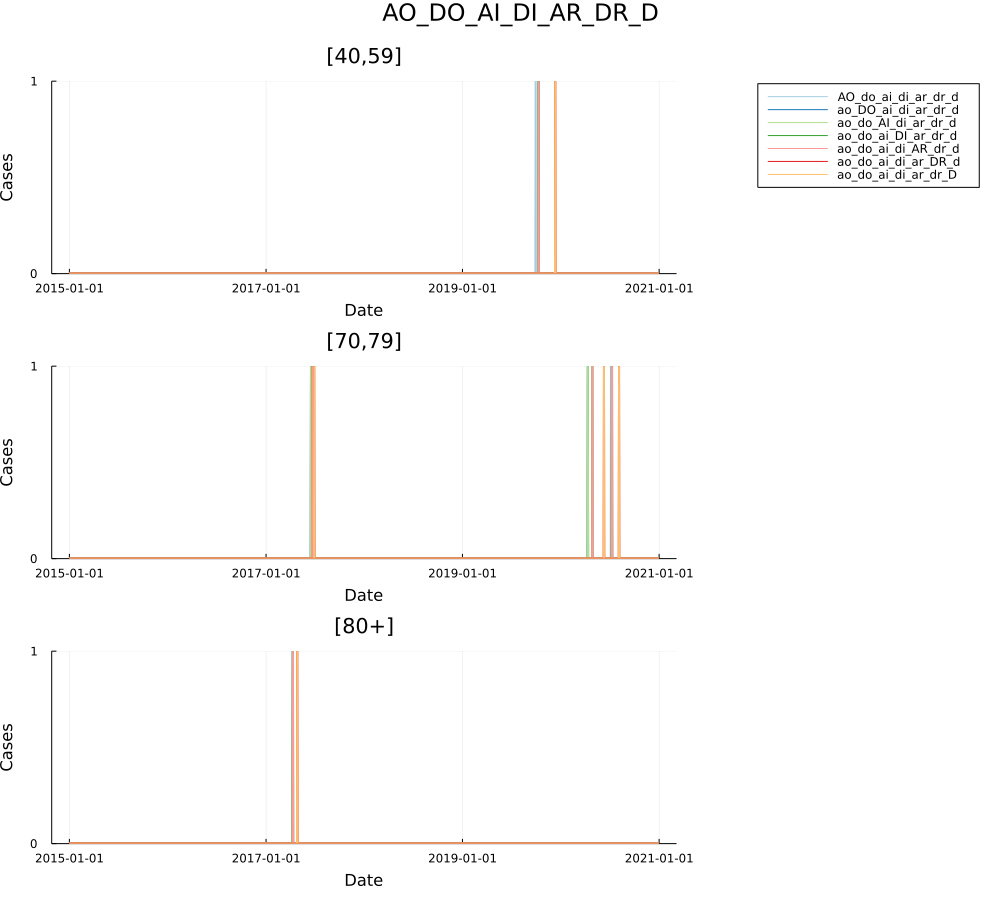 AO_DO_AI_DI_AR_DR_D
[40,59]
1
Cases
0
2015-01-01 2017-01-01 2019-01-01 2021-01-01
Date
AO_do_ai_di_ar_dr_d
ao_DO_ai_di_ar_dr_d
ao_do_AI_di_ar_dr_d
ao_do_ai_DI_ar_dr_d
ao_do_ai_di_AR_dr_d
ao_do_ai_di_ar_DR_d
ao_do_ai_di_ar_dr_D
[70,79]
1
Cases
0
2015-01-01 2017-01-01 2019-01-01 2021-01-01
Date
[80+]
1
Cases
0
2015-01-01 2017-01-01 2019-01-01 2021-01-01
Date